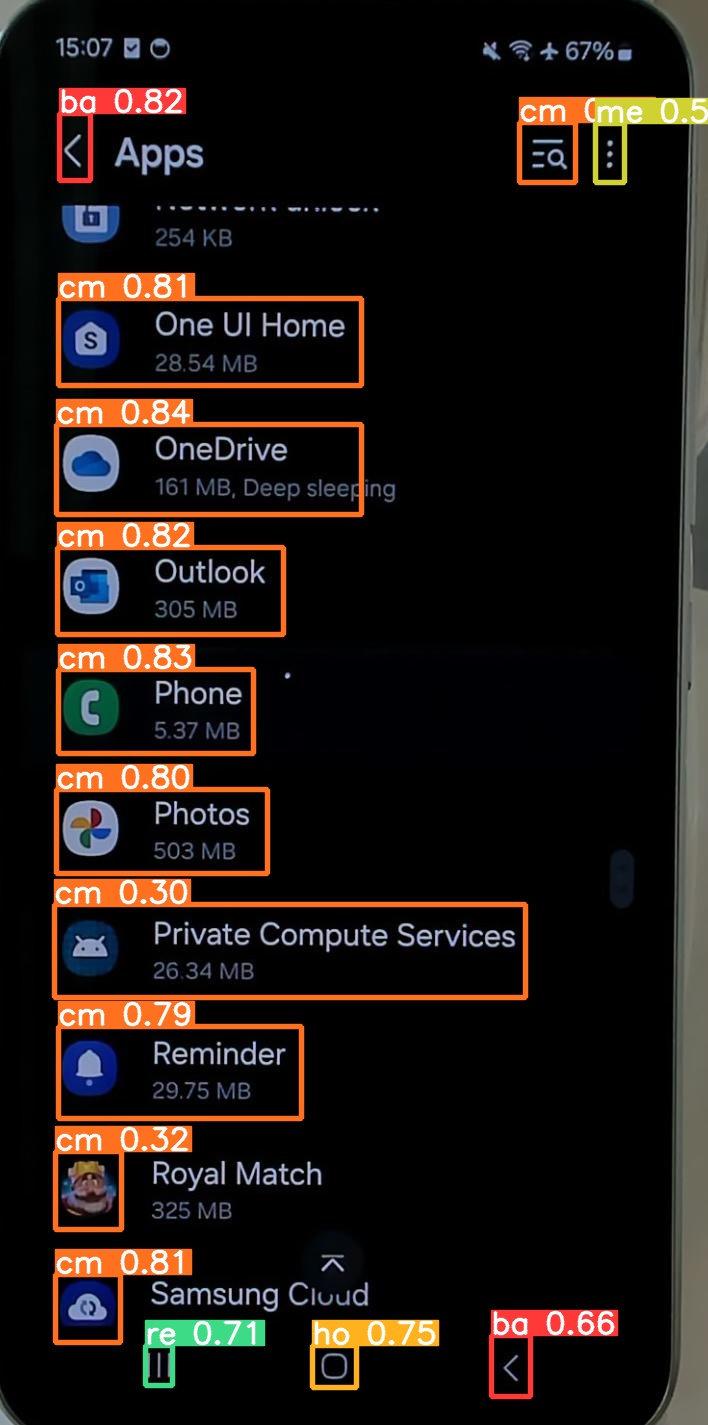 15:07 67%
ba 0.82
cm 0 me 0.5
Apps
Network unlock
254 KB
cm 0.81
One UI Home
28.54 MB
cm 0.84
OneDrive
161 MB, Deep sleeping
cm 0.82
Outlook
305 MB
cm 0.83
Phone
5.37 MB
cm 0.80
Photos
503 MB
cm 0.30
Private Compute Services
26.34 MB
cm 0.79
Reminder
29.75 MB
cm 0.32
Royal Match
325 MB
cm 0.81
Samsung Cloud
re 0.71 ho 0.75 ba 0.66